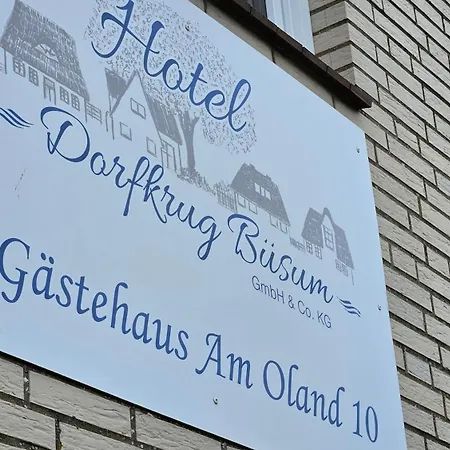 Hotel
Dorfkrug Büsum
GmbH & Co. KG
Gästehaus Am Oland 10